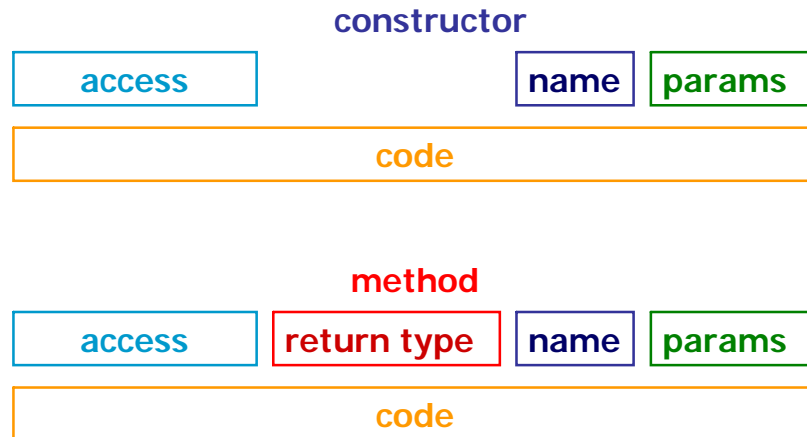 constructor
access name params
code
method
access return type name params
code